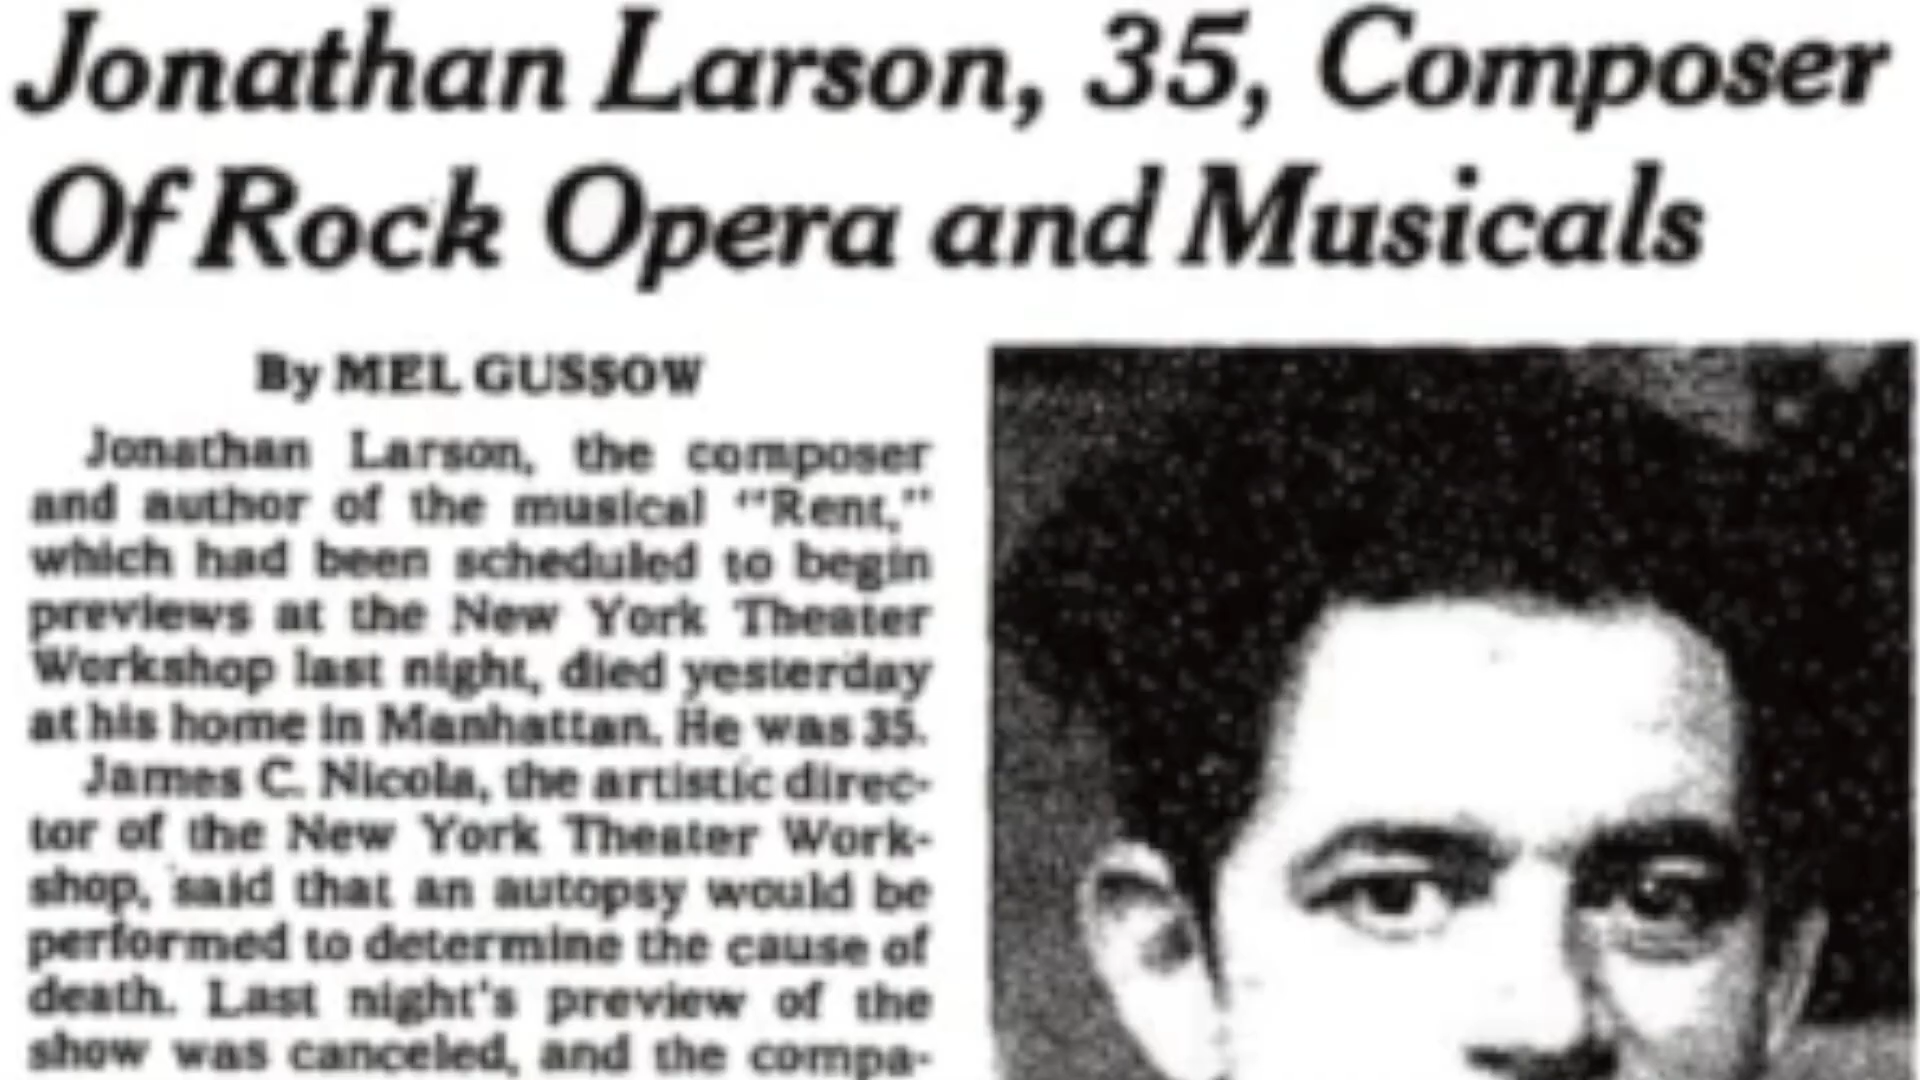 Jonathan Larson, 35, Composer
Of Rock Opera and Musicals
By MEL GUSSOW
Jonathan Larson, the composer
and author of the musical "Rent,"
which had been scheduled to begin
previews at the New York Theater
Workshop last night, died yesterday
at his home in Manhattan. He was 35.
James C. Nicola, the artistic direc-
tor of the New York Theater Work-
shop, said that an autopsy would be
performed to determine the cause of
death. Last night's preview of the
show was canceled, and the compa-